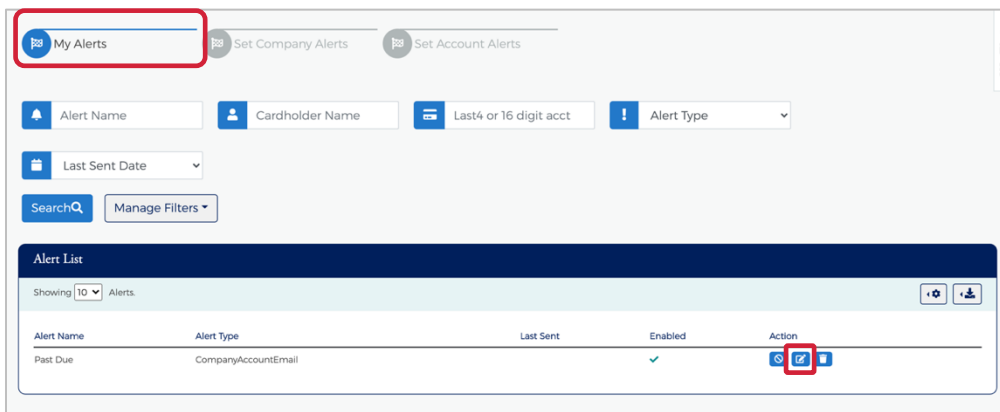 My Alerts Set Company Alerts Set Account Alerts
Alert Name Cardholder Name Last4 or 16 digit acct Alert Type
Last Sent Date
Search Manage Filters
Alert List
Showing 10 Alerts.
Alert Name Alert Type Last Sent Enabled Action
Past Due CompanyAccountEmail